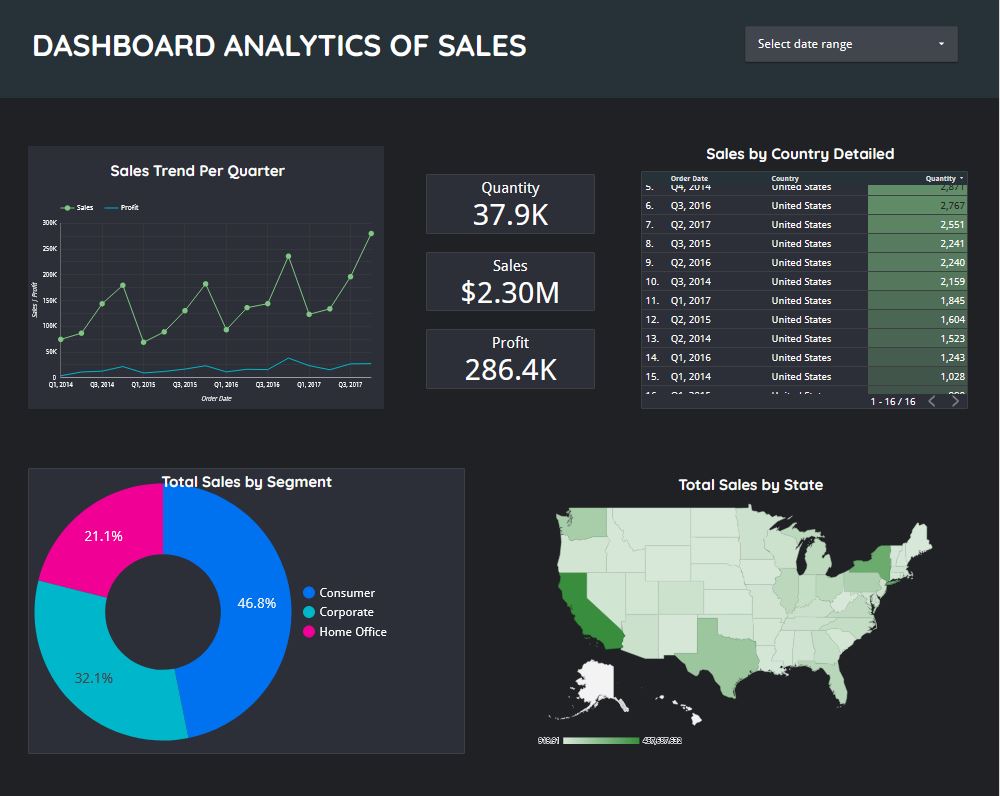 DASHBOARD ANALYTICS OF SALES
Select date range
Sales Trend Per Quarter
Sales Profit
300K
250K
200K
150K
100K
50K
0
Sales / Profit
Q1, 2014 Q3, 2014 Q1, 2015 Q3, 2015 Q1, 2016 Q3, 2016 Q1, 2017 Q3, 2017
Order Date
Quantity
37.9K
Sales
$2.30M
Profit
286.4K
Sales by Country Detailed
Order Date Country Quantity
5. Q4, 2014 United States 2,871
6. Q3, 2016 United States 2,767
7. Q2, 2017 United States 2,551
8. Q3, 2015 United States 2,241
9. Q2, 2016 United States 2,240
10. Q3, 2014 United States 2,159
11. Q1, 2017 United States 1,845
12. Q2, 2015 United States 1,604
13. Q2, 2014 United States 1,523
14. Q1, 2016 United States 1,243
15. Q1, 2014 United States 1,028
1 - 16 / 16
Total Sales by Segment
21.1%
46.8%
32.1%
Consumer
Corporate
Home Office
Total Sales by State